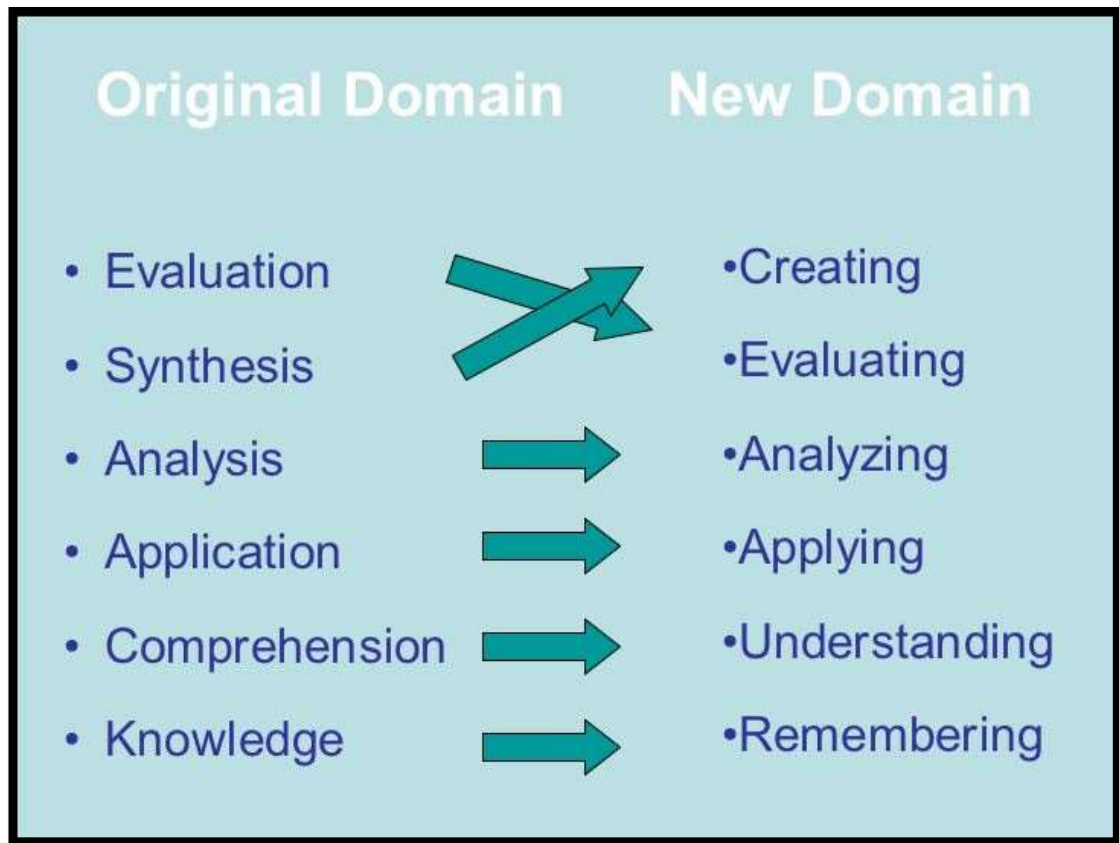 Original Domain New Domain
• Evaluation •Creating
• Synthesis •Evaluating
• Analysis •Analyzing
• Application •Applying
• Comprehension •Understanding
• Knowledge •Remembering